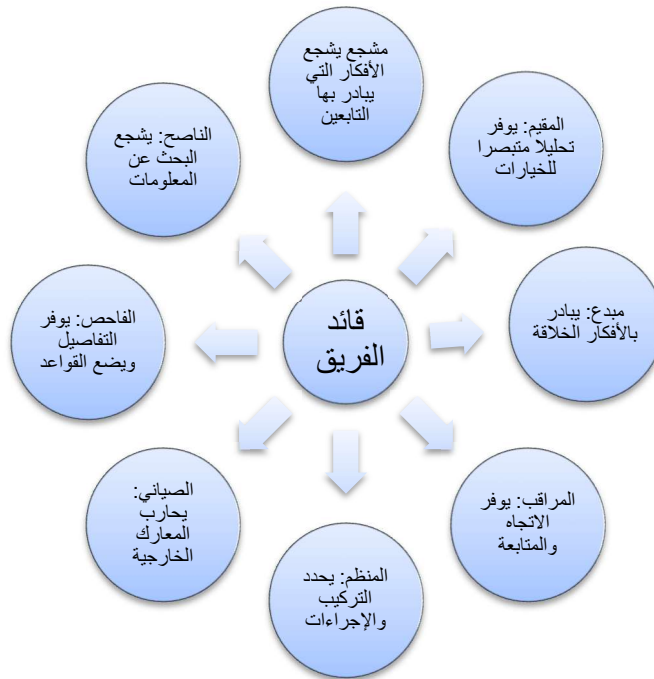 مشجع يشجع
الأفكار التي
يبادر بها
التابعين
المقيم: يوفر
تحليلا متبصرا
للخيارات
مبدع: يبادر
بالأفكار الخلاقة
المراقب: يوفر
الاتجاه
والمتابعة
المنظم: يحدد
التركيب
والإجراءات
الصياني:
يحارب
المعارك
الخارجية
الفاحص: يوفر
التفاصيل
ويضع القواعد
الناصح: يشجع
البحث عن
المعلومات
قائد
الفريق